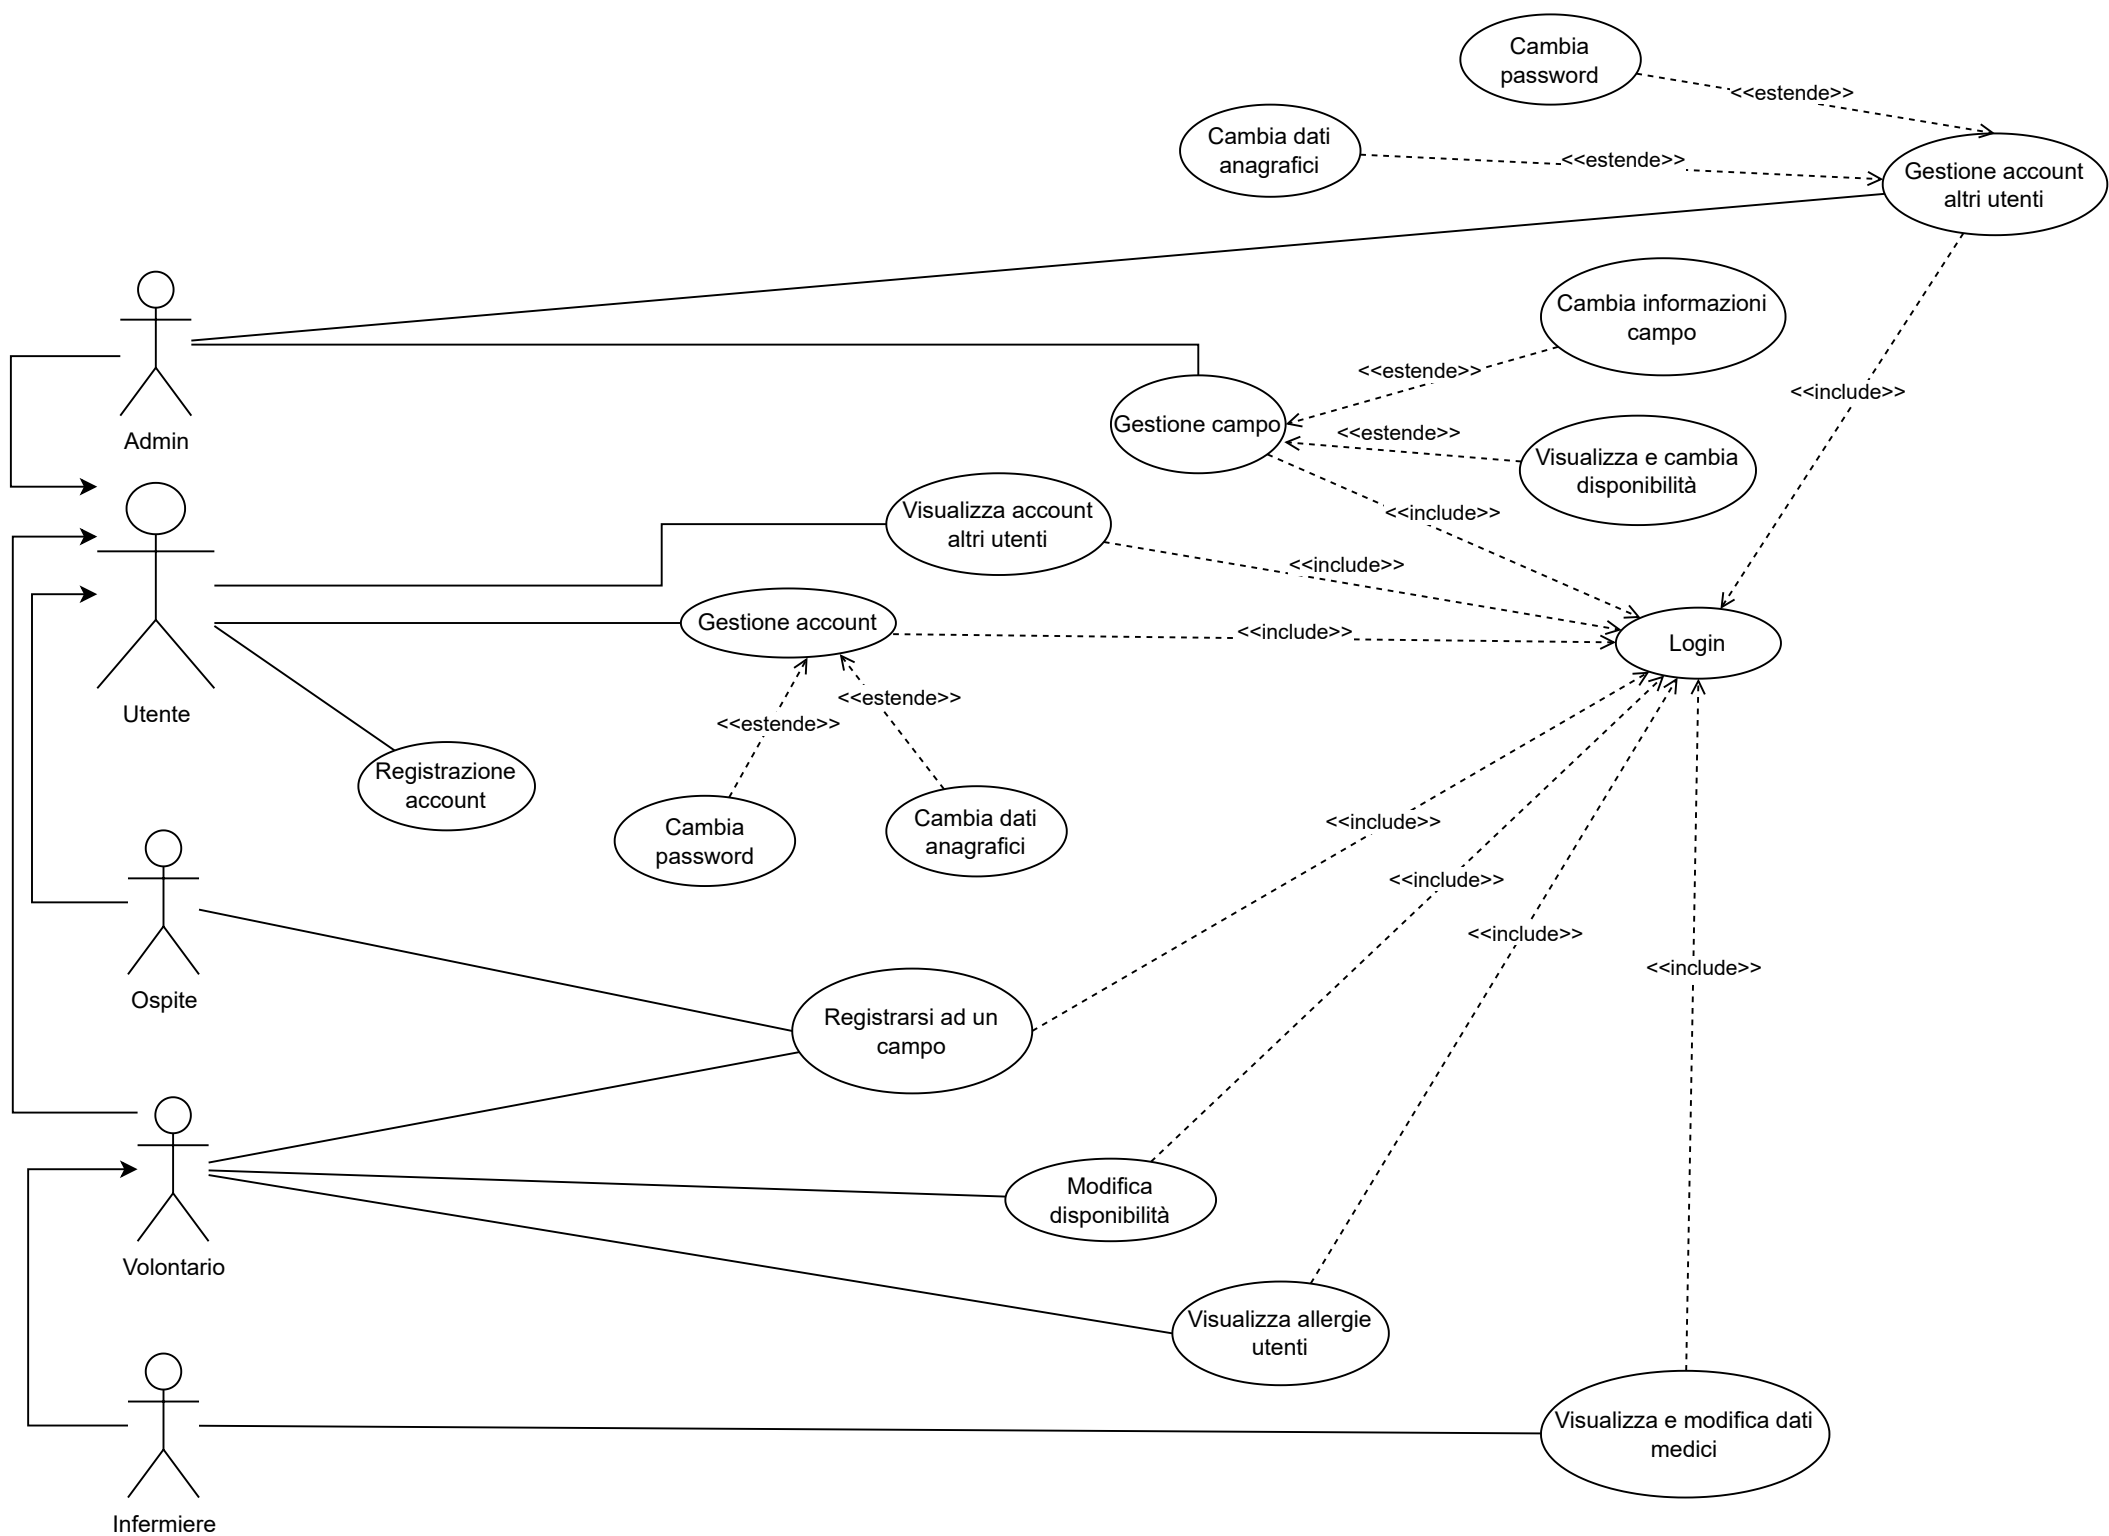 Cambia
password
<<estende>>
Cambia dati
anagrafici
<<estende>>
Gestione account
altri utenti
Cambia informazioni
campo
<<estende>>
<<include>>
Gestione campo
<<estende>>
Visualizza e cambia
disponibilità
Admin
Visualizza account
altri utenti
<<include>>
<<include>>
Gestione account
<<include>>
Login
<<estende>>
<<estende>>
Utente
Registrazione
account
Cambia
password
Cambia dati
anagrafici
<<include>>
<<include>>
<<include>>
<<include>>
Ospite
Registrarsi ad un
campo
Modifica
disponibilità
Volontario
Visualizza allergie
utenti
Visualizza e modifica dati
medici
Infermiere